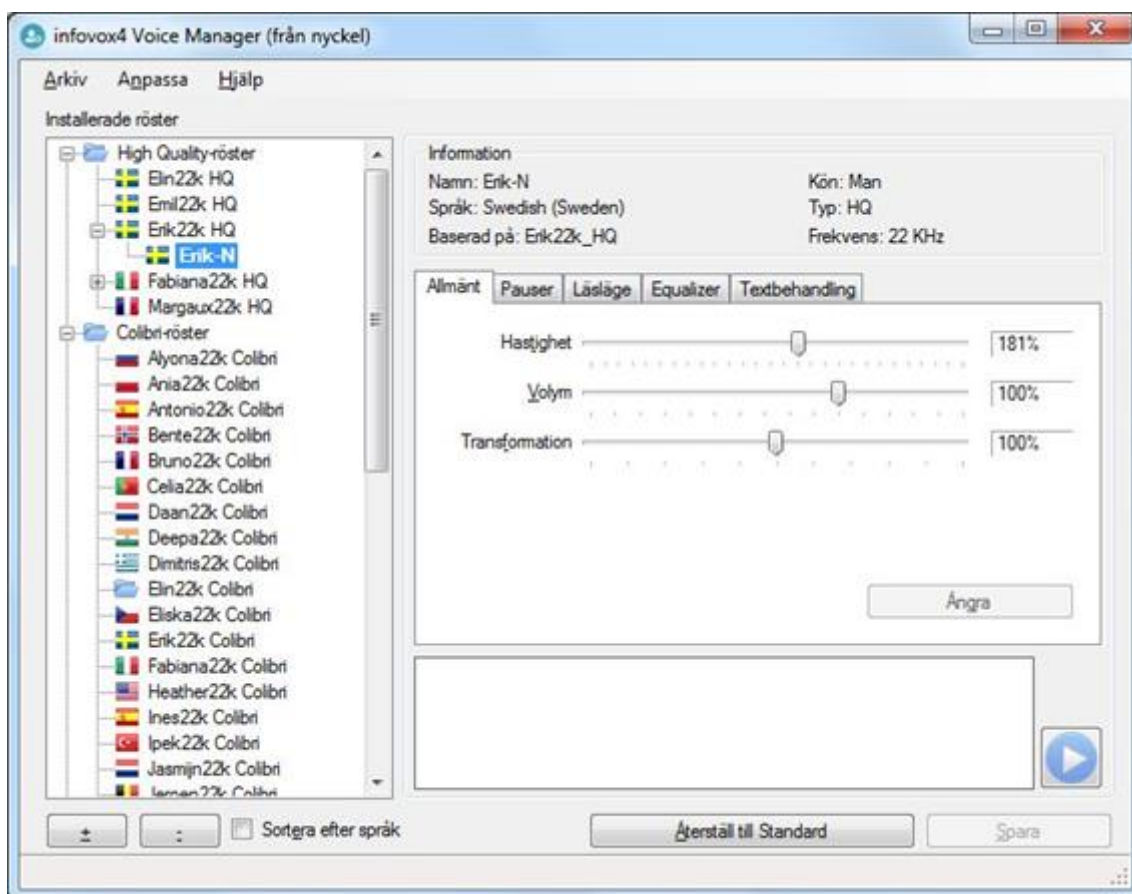 infovox4 Voice Manager (från nyckel)
Arkiv Anpassa Hjälp
Installerade röster
High Quality-röster
Elin22k HQ
Emil22k HQ
Erik22k HQ
Erik-N
Fabiana22k HQ
Margaux22k HQ
Colibri-röster
Alyona22k Colibri
Ania22k Colibri
Antonio22k Colibri
Bente22k Colibri
Bruno22k Colibri
Celia22k Colibri
Daan22k Colibri
Deepa22k Colibri
Dimitris22k Colibri
Elin22k Colibri
Eliska22k Colibri
Erik22k Colibri
Fabiana22k Colibri
Heather22k Colibri
Ines22k Colibri
Ipek22k Colibri
Jasmijn22k Colibri
Jeroen22k Colibri
Information
Namn: Erik-N Kön: Man
Språk: Swedish (Sweden) Typ: HQ
Baserad på: Erik22k_HQ Frekvens: 22 KHz
Allmänt Pauser Läsläge Equalizer Textbehandling
Hastighet 181%
Volym 100%
Transformation 100%
Ångra
+ - Sortera efter språk Återställ till Standard Spara